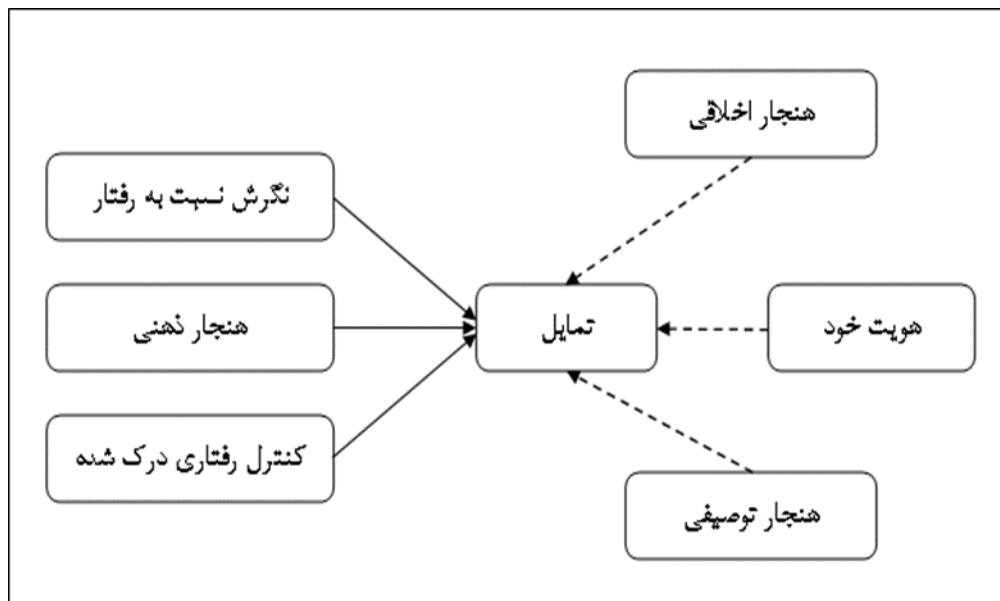 هنجار اخلاقی
نگرش نسبت به رفتار
هنجار ذهنی
تمایل
هویت خود
کنترل رفتاری درک شده
هنجار توصیفی